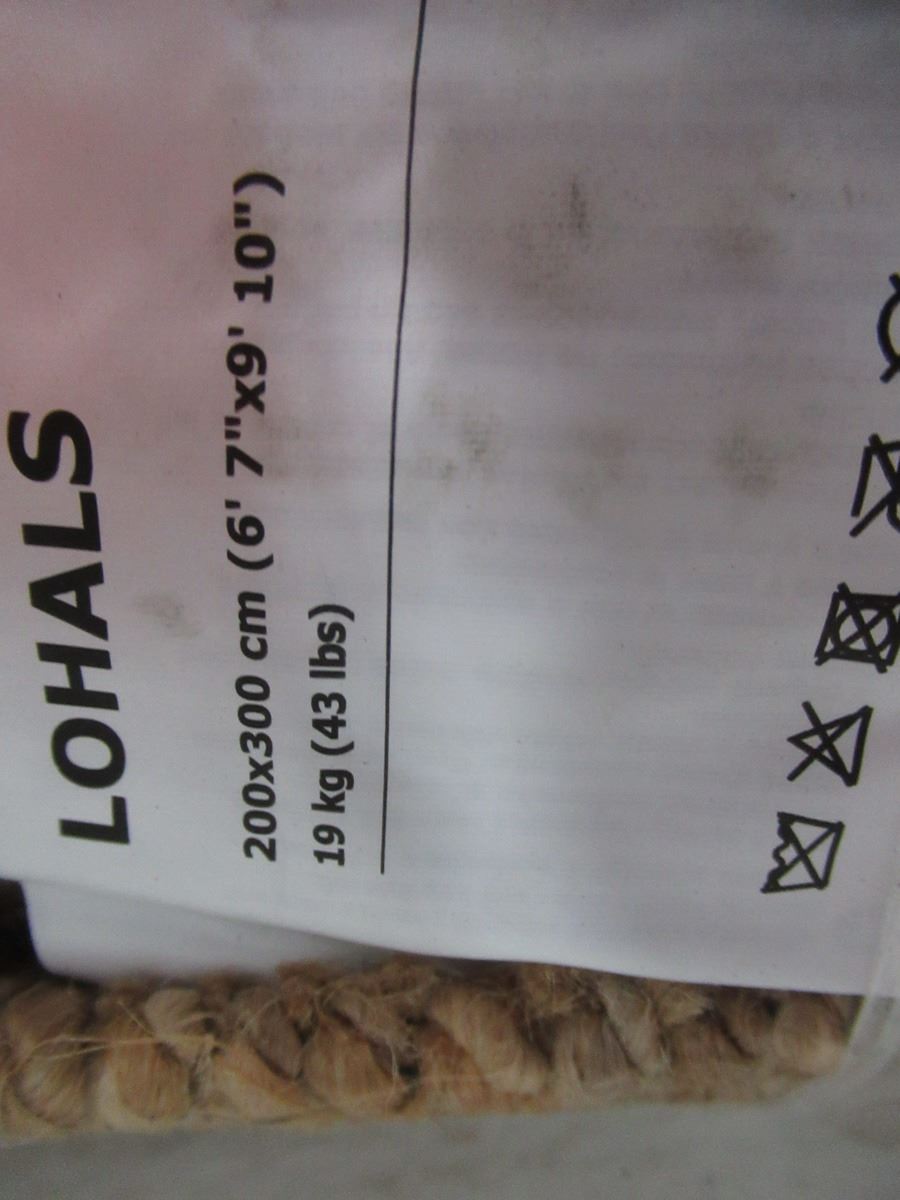 LOHALS
200x300 cm (6' 7"x9' 10")
19 kg (43 lbs)